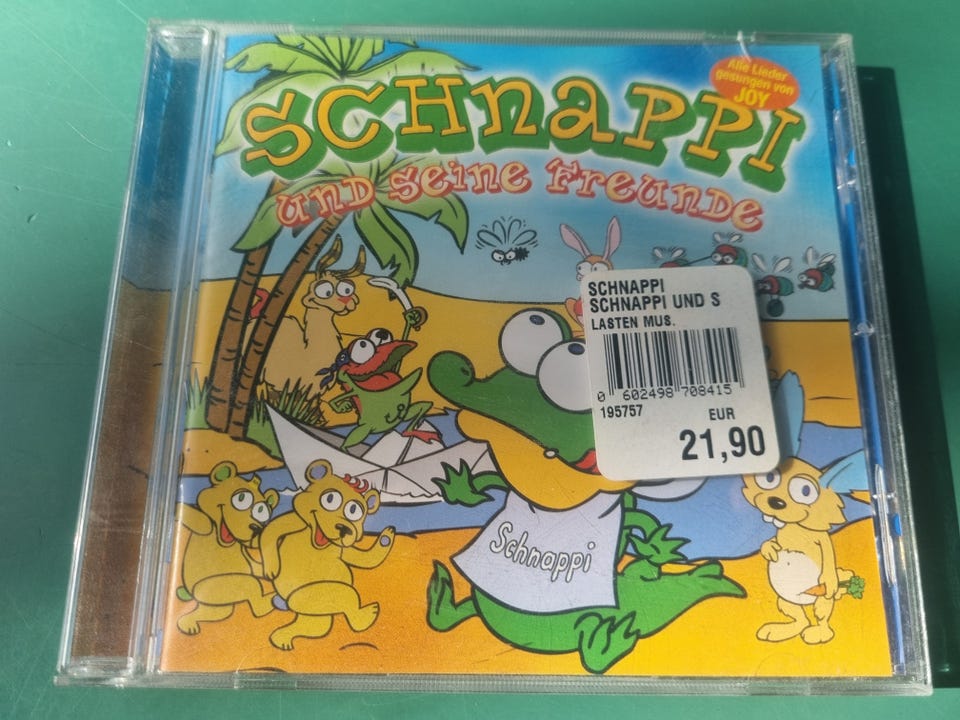 SCHNAPPI
und seine Freunde
Alle Lieder
gesungen von
JOY
SCHNAPPI
SCHNAPPI UND S
LASTEN MUS.
0 602498 708415
195757
EUR
21,90
Schnappi